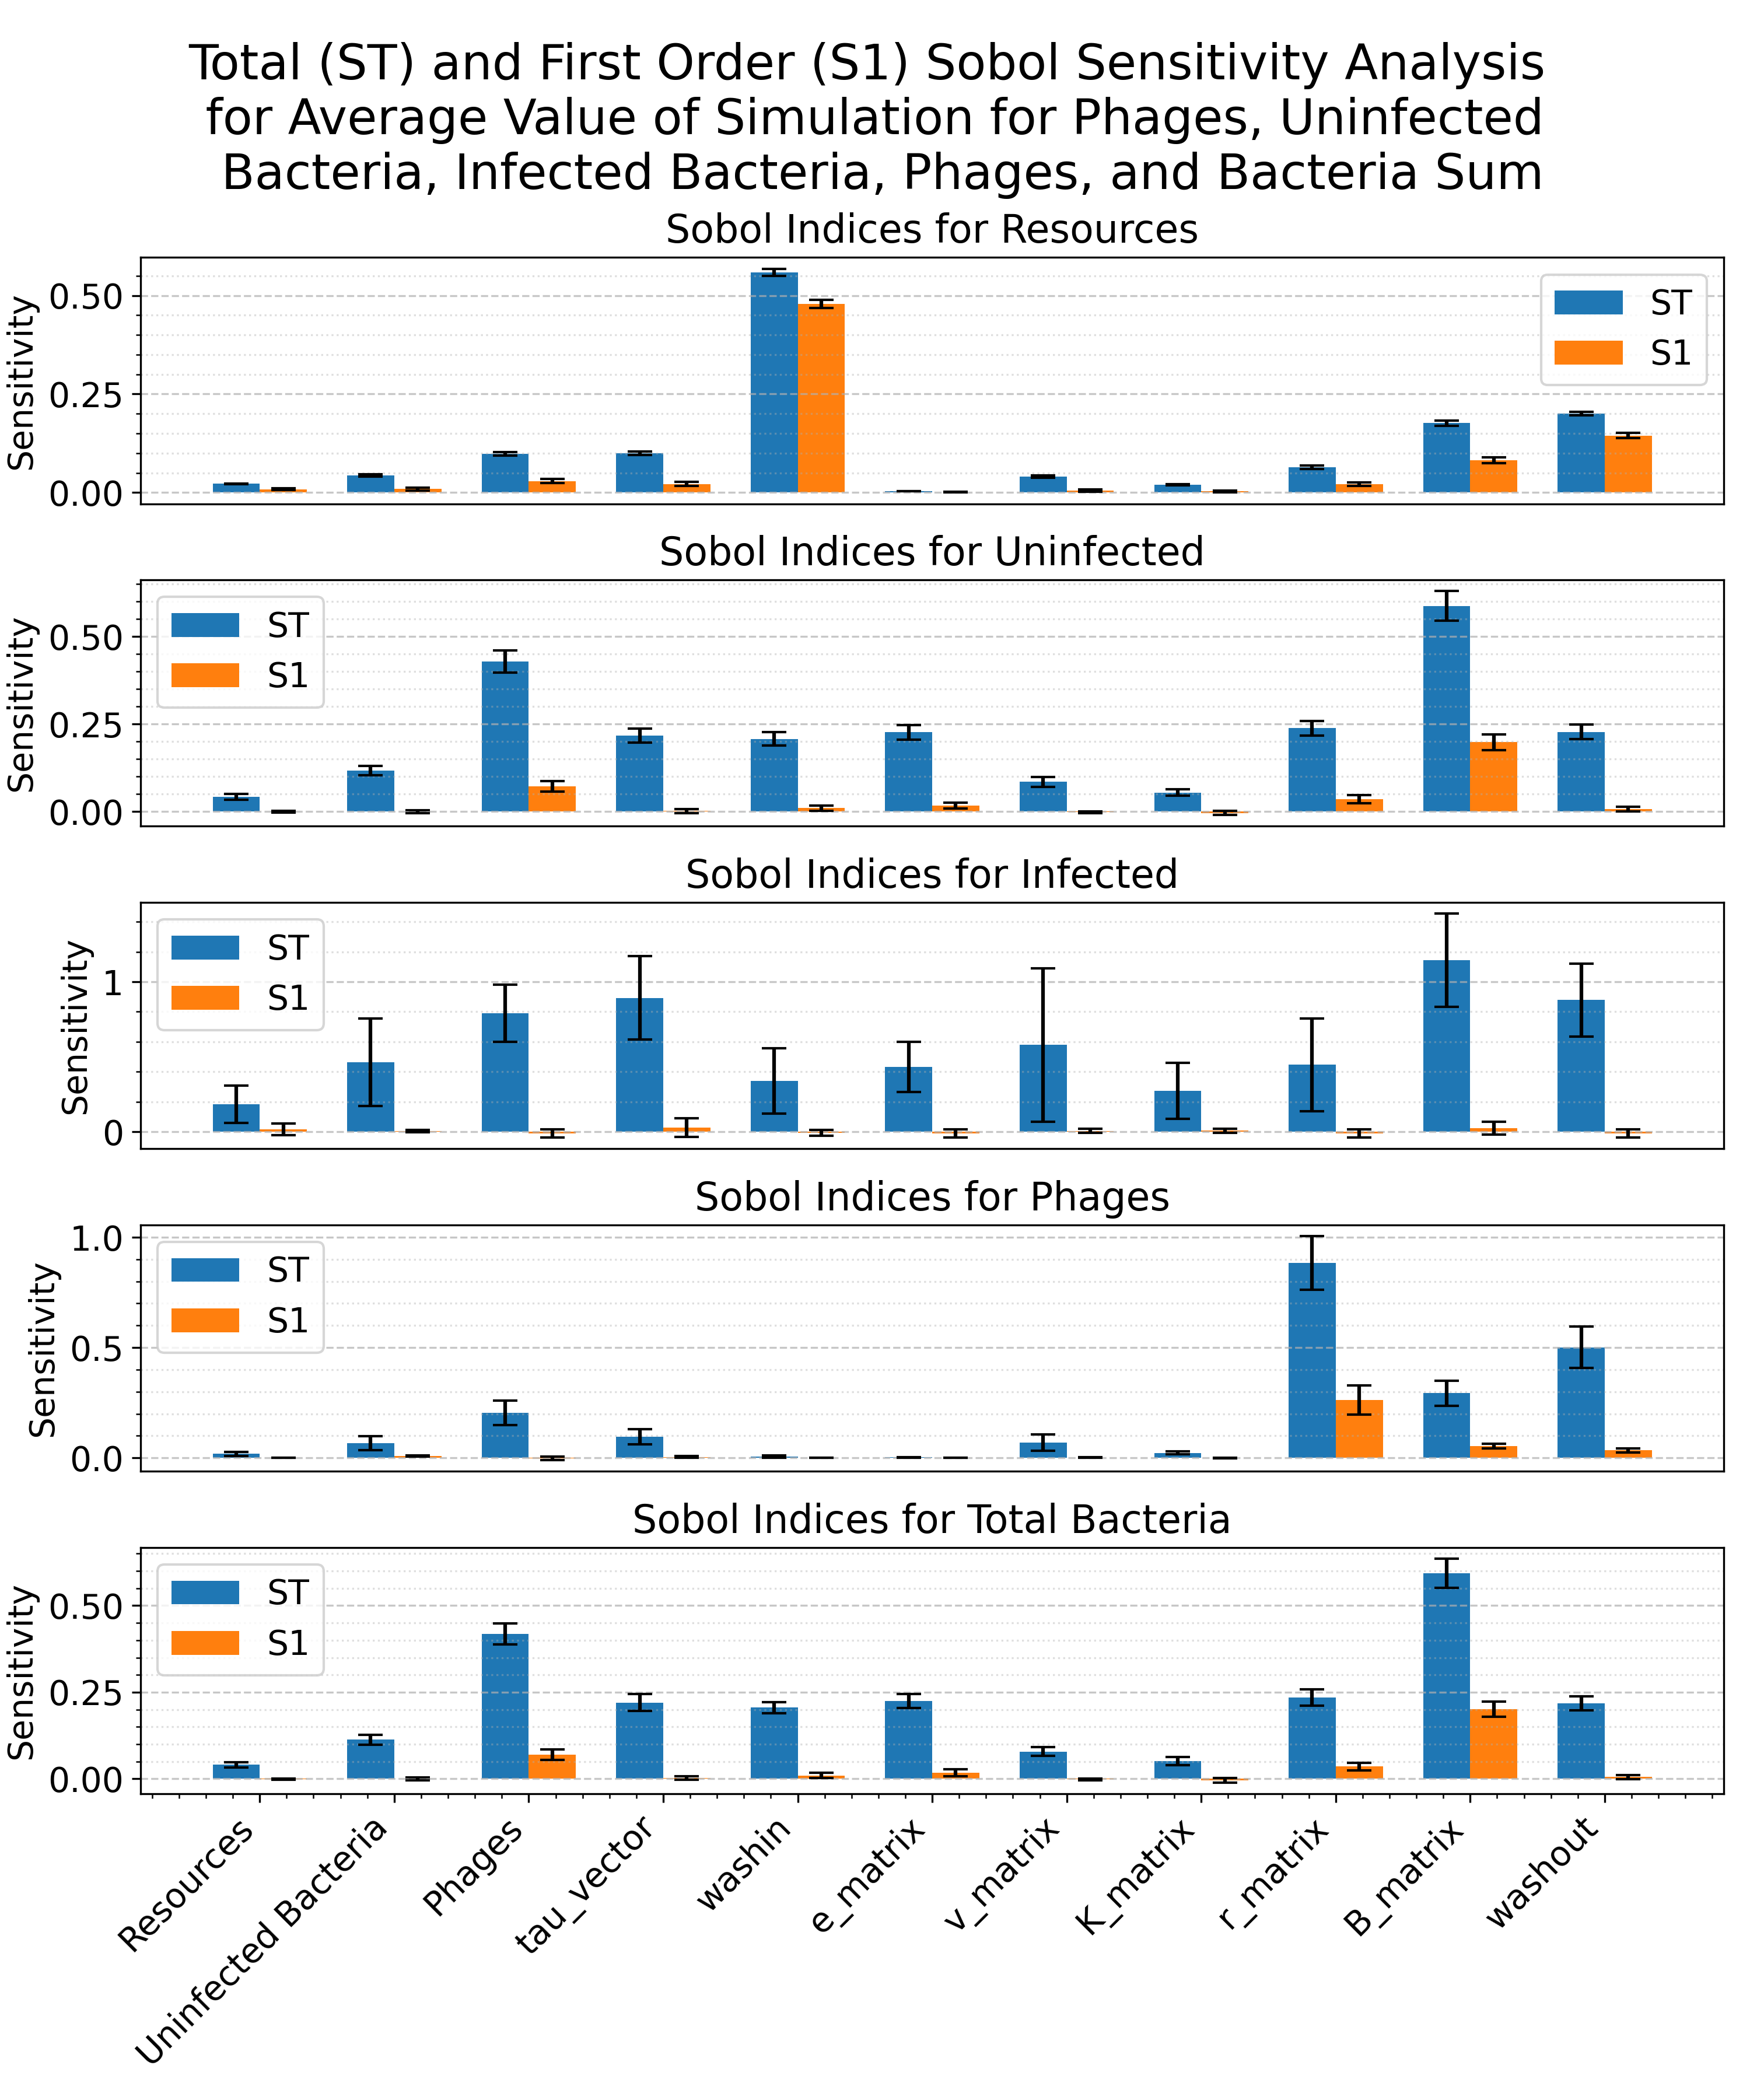 Total (ST) and First Order (S1) Sobol Sensitivity Analysis
for Average Value of Simulation for Phages, Uninfected
Bacteria, Infected Bacteria, Phages, and Bacteria Sum
Sobol Indices for Resources
Sensitivity
0.50
0.25
0.00
ST
S1
Sobol Indices for Uninfected
Sensitivity
0.50
0.25
0.00
ST
S1
Sobol Indices for Infected
Sensitivity
1
0
ST
S1
Sobol Indices for Phages
Sensitivity
1.0
0.5
0.0
ST
S1
Sobol Indices for Total Bacteria
Sensitivity
0.50
0.25
0.00
ST
S1
Resources
Uninfected Bacteria
Phages
tau_vector
washin
e_matrix
v_matrix
K_matrix
r_matrix
B_matrix
washout